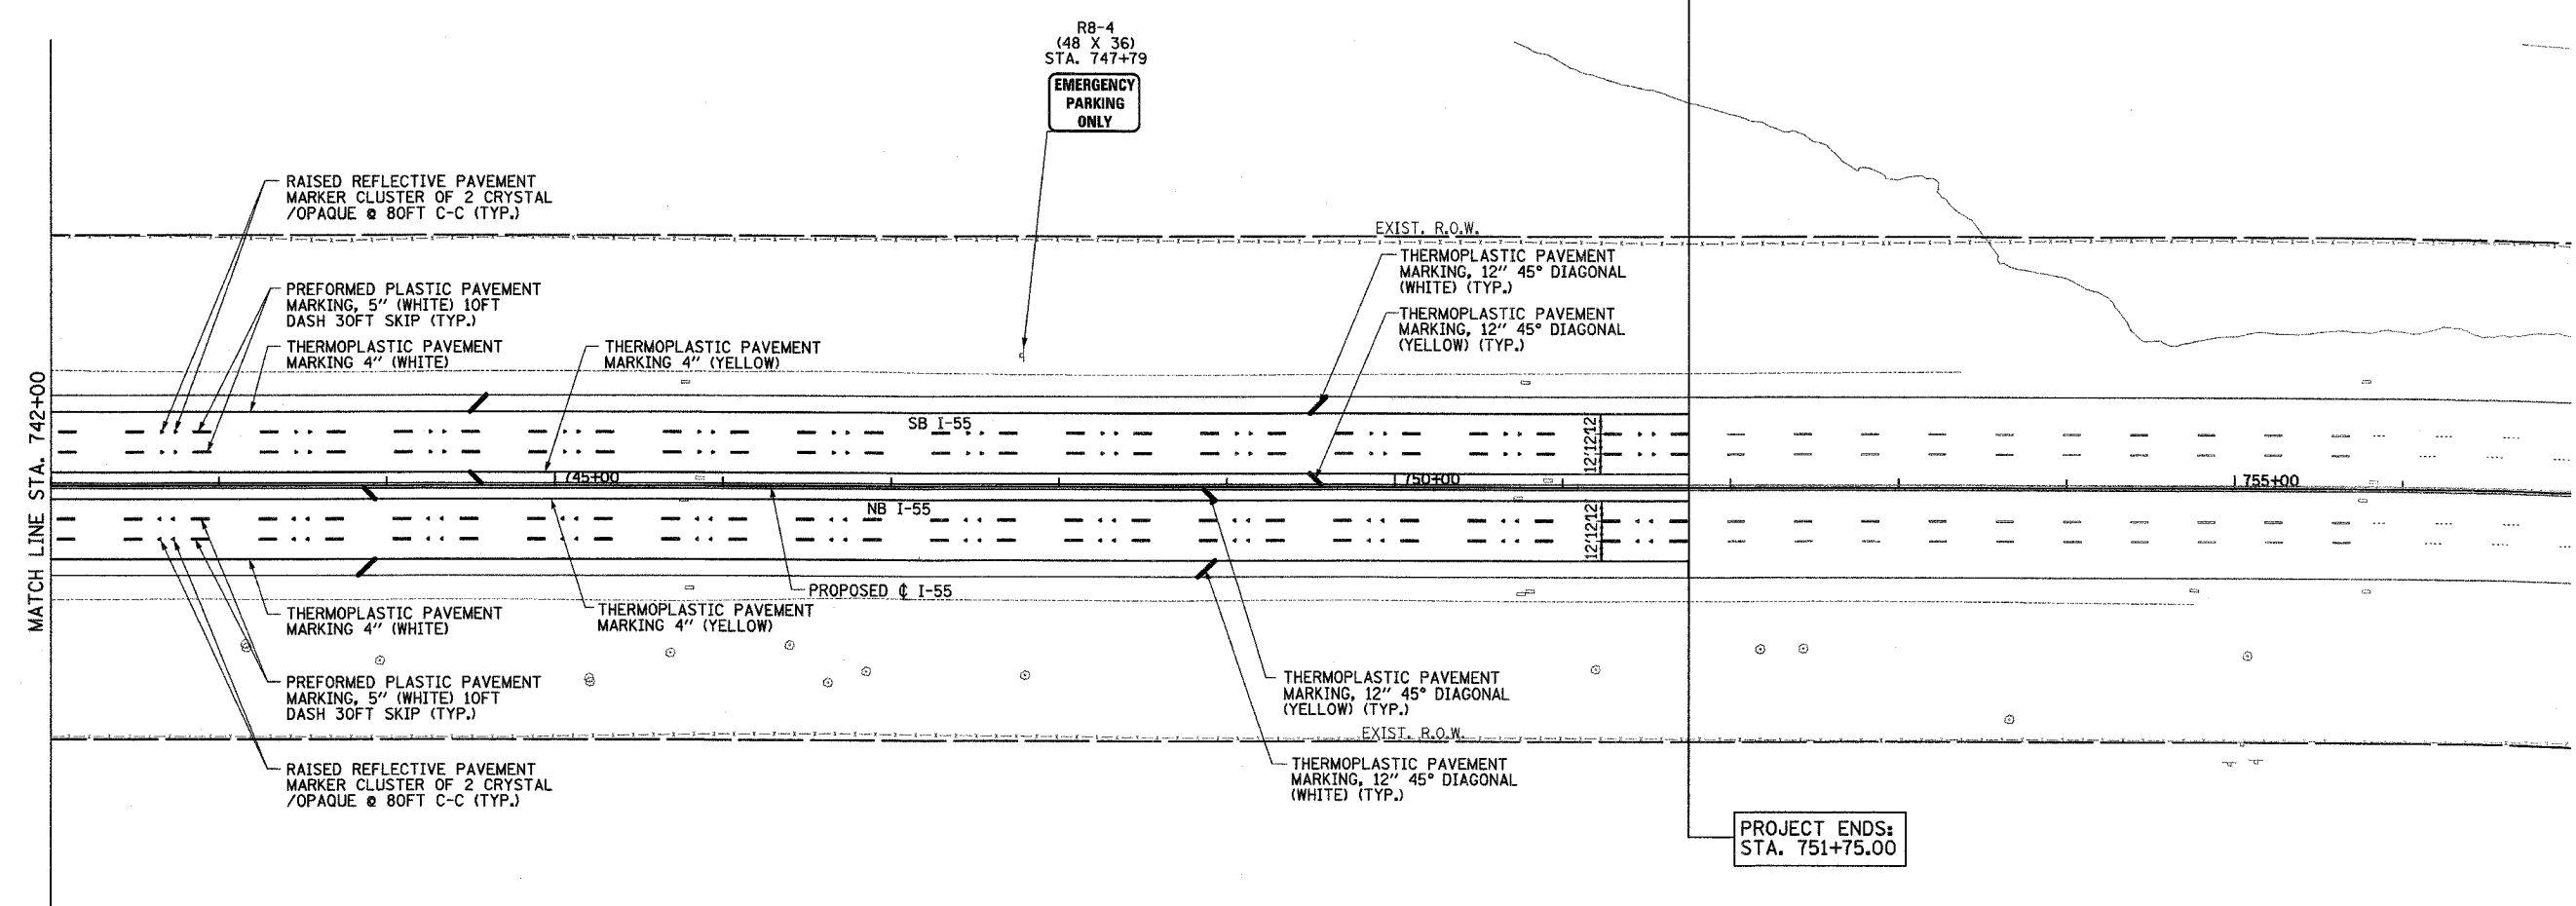 R8-4
(48 X 36)
STA. 747+79
EMERGENCY
PARKING
ONLY
RAISED REFLECTIVE PAVEMENT
MARKER CLUSTER OF 2 CRYSTAL
/OPAQUE @ 80FT C-C (TYP.)
EXIST. R.O.W.
THERMOPLASTIC PAVEMENT
MARKING, 12" 45° DIAGONAL
(WHITE) (TYP.)
PREFORMED PLASTIC PAVEMENT
MARKING, 5" (WHITE) 10FT
DASH 30FT SKIP (TYP.)
THERMOPLASTIC PAVEMENT
MARKING, 12" 45° DIAGONAL
(YELLOW) (TYP.)
THERMOPLASTIC PAVEMENT
MARKING 4" (WHITE)
THERMOPLASTIC PAVEMENT
MARKING 4" (YELLOW)
MATCH LINE STA. 742+00
SB I-55
12'12'12'
745+00
750+00
755+00
NB I-55
12'12'12'
PROPOSED ℄ I-55
THERMOPLASTIC PAVEMENT
MARKING 4" (WHITE)
THERMOPLASTIC PAVEMENT
MARKING 4" (YELLOW)
PREFORMED PLASTIC PAVEMENT
MARKING, 5" (WHITE) 10FT
DASH 30FT SKIP (TYP.)
THERMOPLASTIC PAVEMENT
MARKING, 12" 45° DIAGONAL
(YELLOW) (TYP.)
EXIST. R.O.W.
RAISED REFLECTIVE PAVEMENT
MARKER CLUSTER OF 2 CRYSTAL
/OPAQUE @ 80FT C-C (TYP.)
THERMOPLASTIC PAVEMENT
MARKING, 12" 45° DIAGONAL
(WHITE) (TYP.)
PROJECT ENDS:
STA. 751+75.00